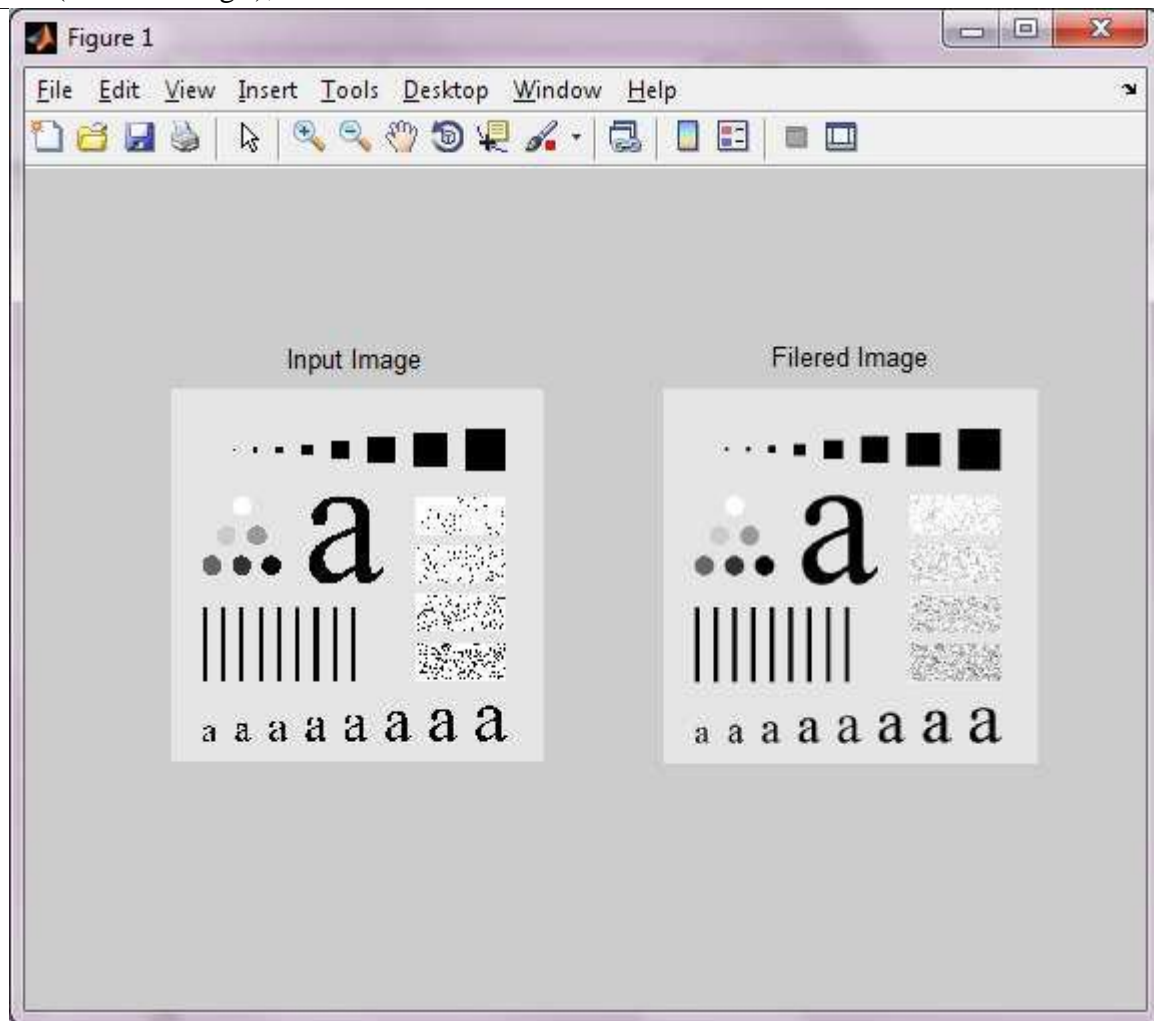 Figure 1
File Edit View Insert Tools Desktop Window Help
Input Image
Filered Image
a
a
a a a a a a a a
a a a a a a a a